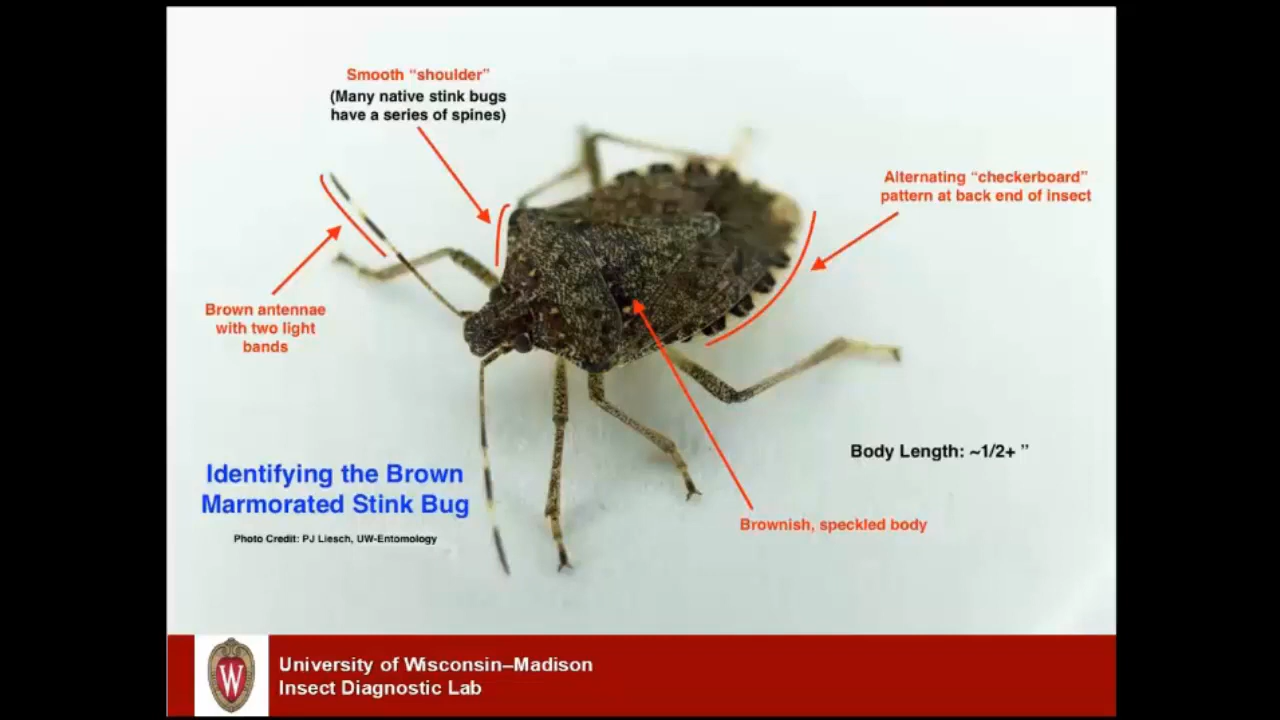 Smooth “shoulder”
(Many native stink bugs
have a series of spines)
Alternating “checkerboard”
pattern at back end of insect
Brown antennae
with two light
bands
Body Length: ~1/2+ ”
Identifying the Brown
Marmorated Stink Bug
Brownish, speckled body
Photo Credit: PJ Liesch, UW-Entomology
W
University of Wisconsin–Madison
Insect Diagnostic Lab